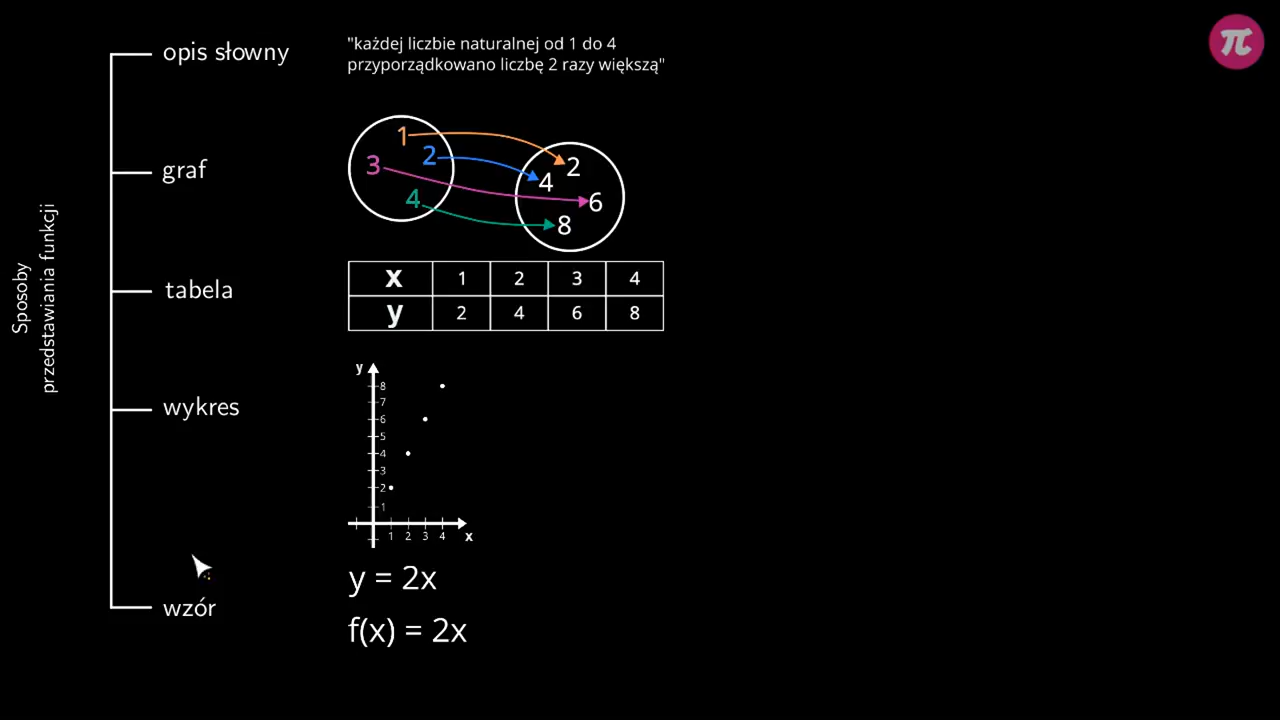 Sposoby
przedstawiania funkcji
opis słowny
"każdej liczbie naturalnej od 1 do 4
przyporządkowano liczbę 2 razy większą"
graf
1
2
3
4
2
4
6
8
tabela
x 1 2 3 4
y 2 4 6 8
wykres
y
8
7
6
5
4
3
2
1
1 2 3 4
x
wzór
y = 2x
f(x) = 2x
π